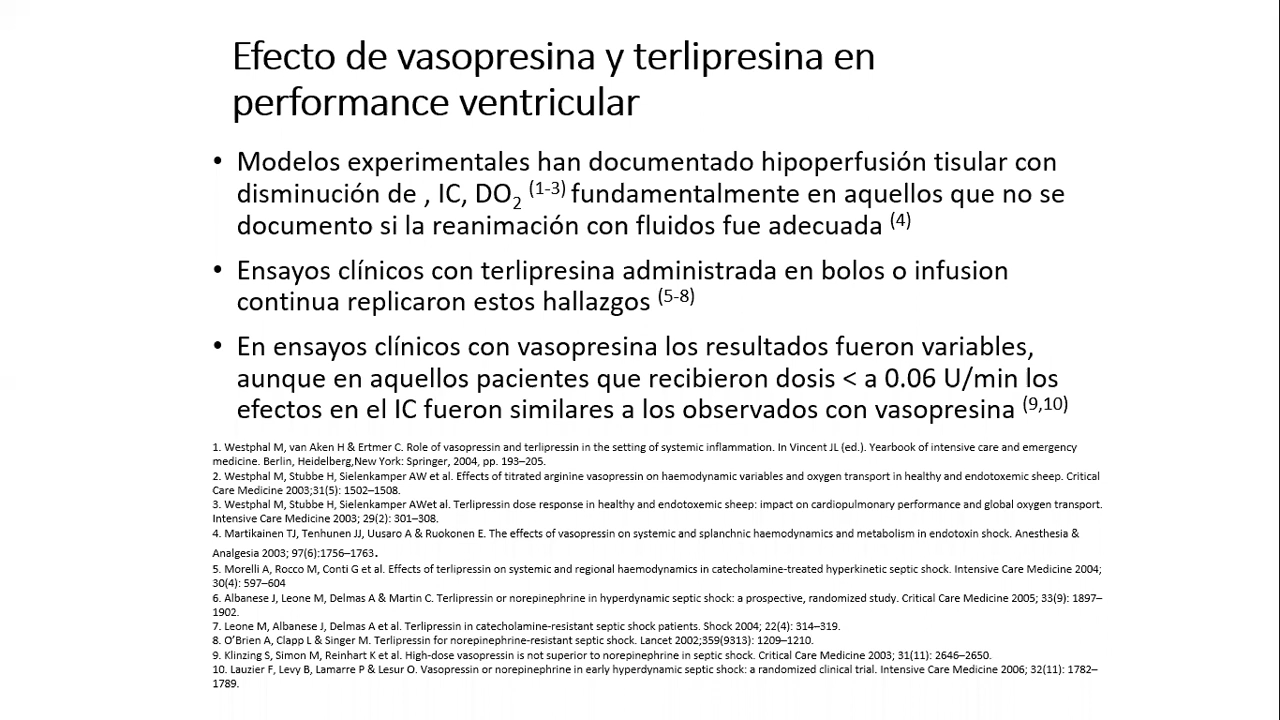 Efecto de vasopresina y terlipresina en
performance ventricular
• Modelos experimentales han documentado hipoperfusión tisular con
disminución de , IC, DO2 (1-3) fundamentalmente en aquellos que no se
documento si la reanimación con fluidos fue adecuada (4)
• Ensayos clínicos con terlipresina administrada en bolos o infusion
continua replicaron estos hallazgos (5-8)
• En ensayos clínicos con vasopresina los resultados fueron variables,
aunque en aquellos pacientes que recibieron dosis < a 0.06 U/min los
efectos en el IC fueron similares a los observados con vasopresina (9,10)
1. Westphal M, van Aken H & Ertmer C. Role of vasopressin and terlipressin in the setting of systemic inflammation. In Vincent JL (ed.). Yearbook of intensive care and emergency
medicine. Berlin, Heidelberg,New York: Springer, 2004, pp. 193–205.
2. Westphal M, Stubbe H, Sielenkamper AW et al. Effects of titrated arginine vasopressin on haemodynamic variables and oxygen transport in healthy and endotoxemic sheep. Critical
Care Medicine 2003;31(5): 1502–1508.
3. Westphal M, Stubbe H, Sielenkamper AWet al. Terlipressin dose response in healthy and endotoxemic sheep: impact on cardiopulmonary performance and global oxygen transport.
Intensive Care Medicine 2003; 29(2): 301–308.
4. Martikainen TJ, Tenhunen JJ, Uusaro A & Ruokonen E. The effects of vasopressin on systemic and splanchnic haemodynamics and metabolism in endotoxin shock. Anesthesia &
Analgesia 2003; 97(6):1756–1763.
5. Morelli A, Rocco M, Conti G et al. Effects of terlipressin on systemic and regional haemodynamics in catecholamine-treated hyperkinetic septic shock. Intensive Care Medicine 2004;
30(4): 597–604
6. Albanese J, Leone M, Delmas A & Martin C. Terlipressin or norepinephrine in hyperdynamic septic shock: a prospective, randomized study. Critical Care Medicine 2005; 33(9): 1897–
1902.
7. Leone M, Albanese J, Delmas A et al. Terlipressin in catecholamine-resistant septic shock patients. Shock 2004; 22(4): 314–319.
8. O’Brien A, Clapp L & Singer M. Terlipressin for norepinephrine-resistant septic shock. Lancet 2002;359(9313): 1209–1210.
9. Klinzing S, Simon M, Reinhart K et al. High-dose vasopressin is not superior to norepinephrine in septic shock. Critical Care Medicine 2003; 31(11): 2646–2650.
10. Lauzier F, Levy B, Lamarre P & Lesur O. Vasopressin or norepinephrine in early hyperdynamic septic shock: a randomized clinical trial. Intensive Care Medicine 2006; 32(11): 1782–
1789.